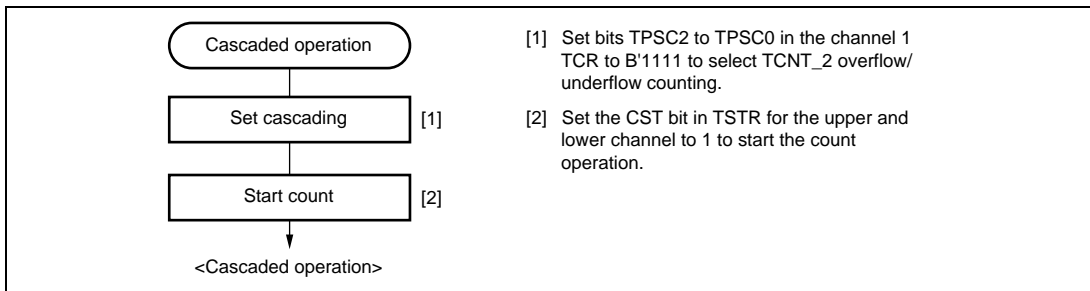 Cascaded operation
Set cascading
[1]
Start count
[2]
<Cascaded operation>
[1] Set bits TPSC2 to TPSC0 in the channel 1
TCR to B'1111 to select TCNT_2 overflow/
underflow counting.
[2] Set the CST bit in TSTR for the upper and
lower channel to 1 to start the count
operation.